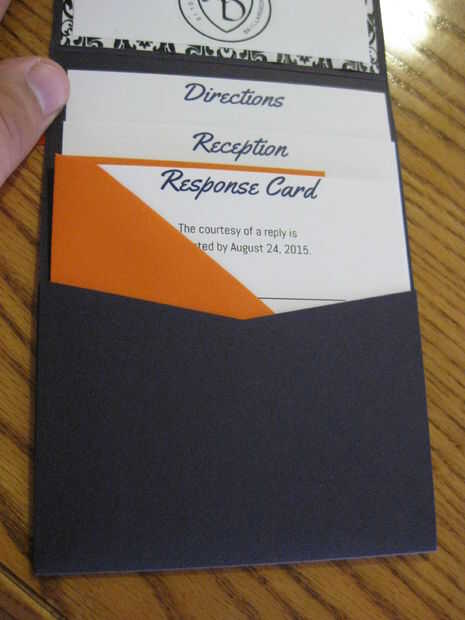 Directions
Reception
Response Card
The courtesy of a reply is
by August 24, 2015.